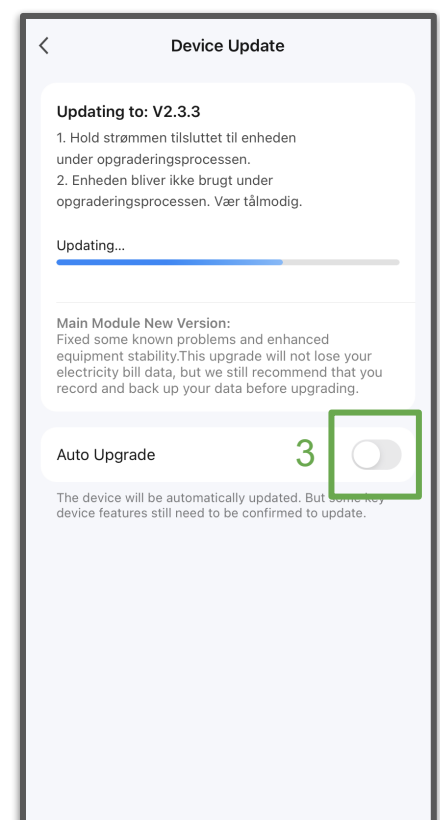 Device Update
Updating to: V2.3.3
1. Hold strømmen tilsluttet til enheden
under opgraderingsprocessen.
2. Enheden bliver ikke brugt under
opgraderingsprocessen. Vær tålmodig.
Updating...
Main Module New Version:
Fixed some known problems and enhanced
equipment stability.This upgrade will not lose your
electricity bill data, but we still recommend that you
record and back up your data before upgrading.
Auto Upgrade
3
The device will be automatically updated. But some key
device features still need to be confirmed to update.